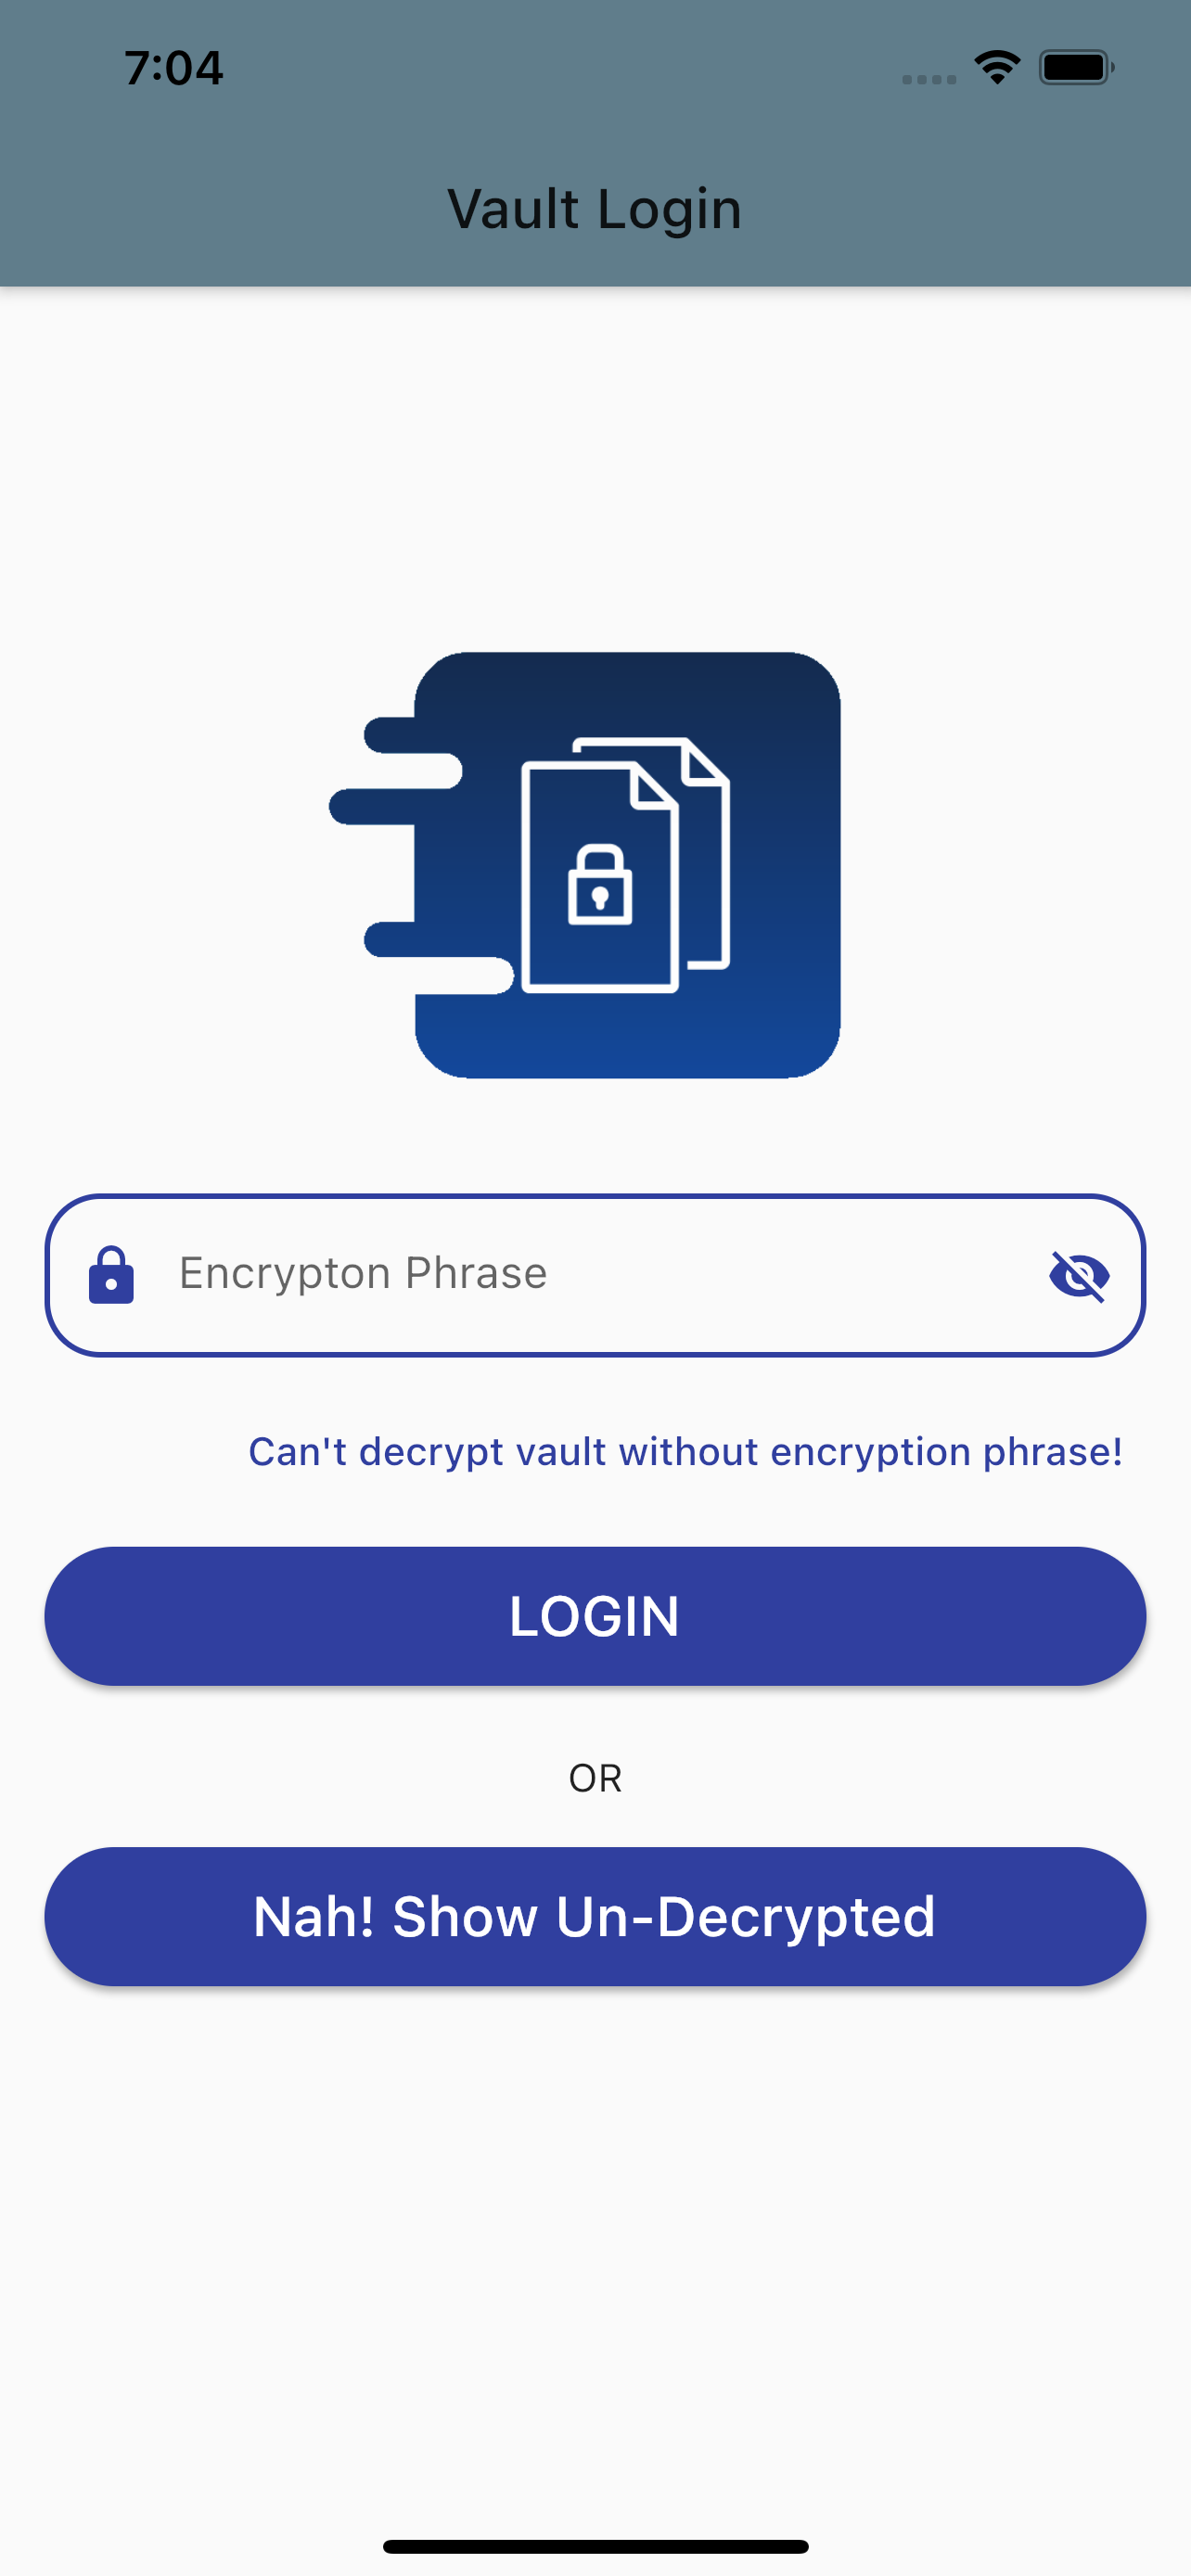 7:04
Vault Login
Encrypton Phrase
Can't decrypt vault without encryption phrase!
LOGIN
OR
Nah! Show Un-Decrypted